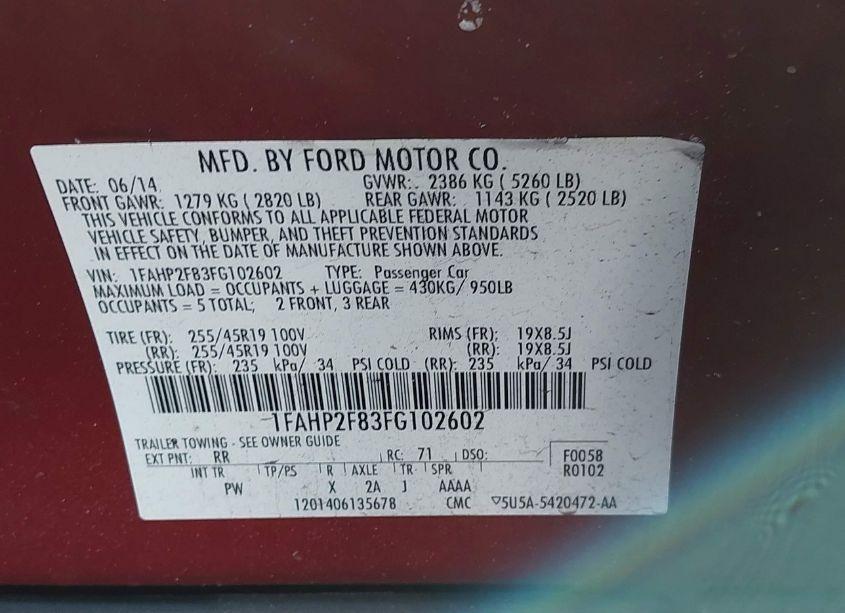 MFD. BY FORD MOTOR CO.
DATE: 06/14 GVWR: 2386 KG ( 5260 LB)
FRONT GAWR: 1279 KG ( 2820 LB) REAR GAWR: 1143 KG ( 2520 LB)
THIS VEHICLE CONFORMS TO ALL APPLICABLE FEDERAL MOTOR
VEHICLE SAFETY, BUMPER, AND THEFT PREVENTION STANDARDS
IN EFFECT ON THE DATE OF MANUFACTURE SHOWN ABOVE.
VIN: 1FAHP2F83FG102602 TYPE: Passenger Car
MAXIMUM LOAD = OCCUPANTS + LUGGAGE = 430KG/ 950LB
OCCUPANTS = 5 TOTAL; 2 FRONT, 3 REAR
TIRE (FR): 255/45R19 100V RIMS (FR): 19X8.5J
(RR): 255/45R19 100V (RR): 19X8.5J
PRESSURE (FR): 235 kPa/ 34 PSI COLD (RR): 235 kPa/ 34 PSI COLD
1FAHP2F83FG102602
TRAILER TOWING - SEE OWNER GUIDE
EXT PNT: RR RC: 71 DSO: F0058
INT TR TP/PS R AXLE TR SPR R0102
PW X 2A J AAAA
1201406135678 CMC ▽5U5A-5420472-AA